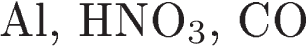 Al, HNO₃, CO